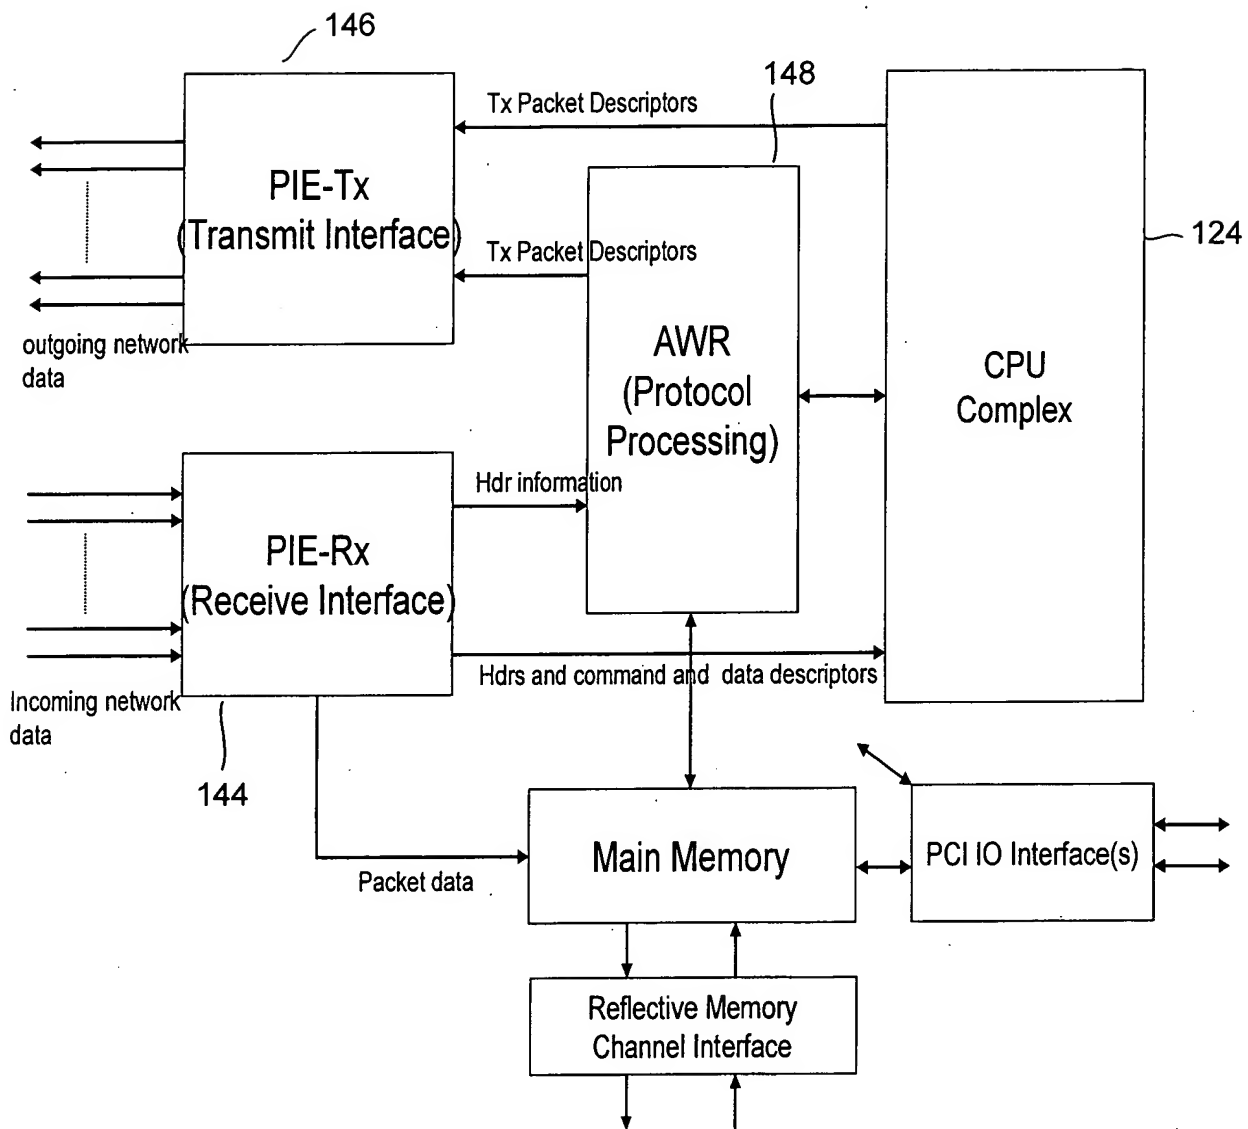 146
148
Tx Packet Descriptors
PIE-Tx
(Transmit Interface)
124
Tx Packet Descriptors
outgoing network
data
AWR
(Protocol
Processing)
CPU
Complex
Hdr information
PIE-Rx
(Receive Interface)
Hdrs and command and data descriptors
Incoming network
data
144
Main Memory
PCI IO Interface(s)
Packet data
Reflective Memory
Channel Interface